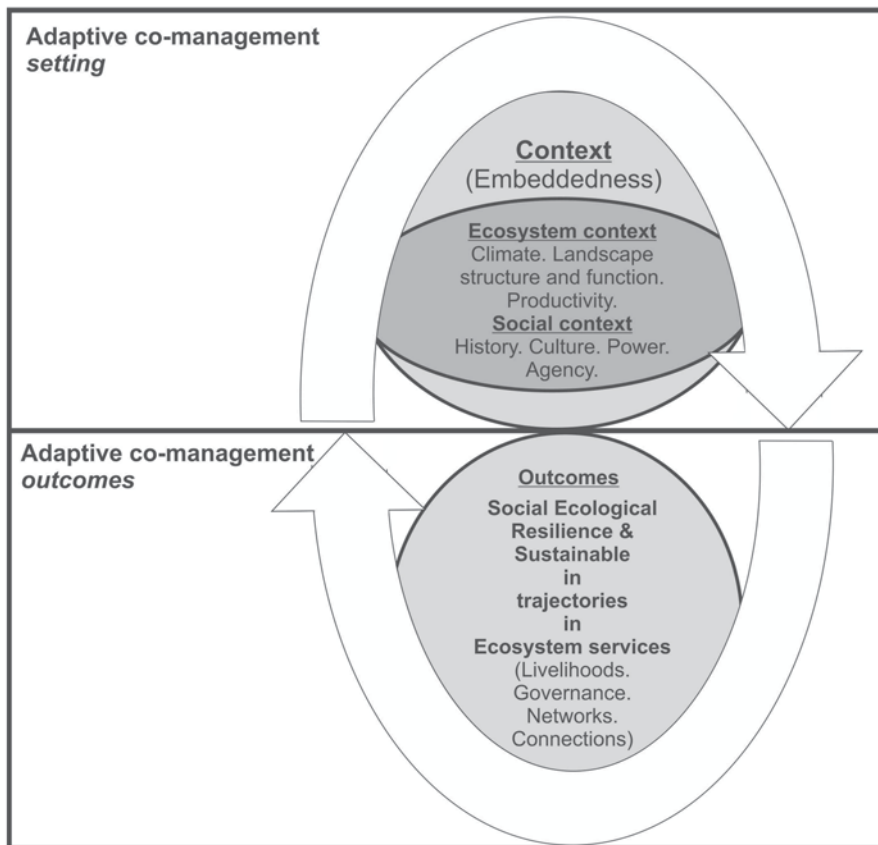 Adaptive co-management
setting
Context
(Embeddedness)
Ecosystem context
Climate. Landscape
structure and function.
Productivity.
Social context
History. Culture. Power.
Agency.
Adaptive co-management
outcomes
Outcomes
Social Ecological
Resilience &
Sustainable
in
trajectories
in
Ecosystem services
(Livelihoods.
Governance.
Networks.
Connections)